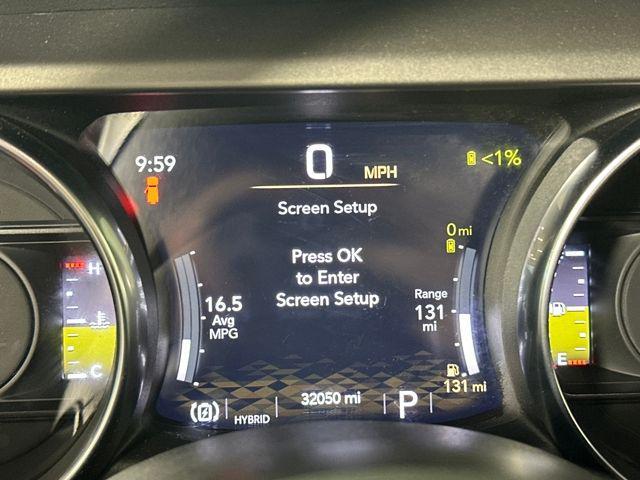 9:59
0 MPH
<1%
Screen Setup
0 mi
Press OK
to Enter
Screen Setup
16.5
Avg
MPG
Range
131
mi
H
C
E
131 mi
HYBRID
32050 mi
P